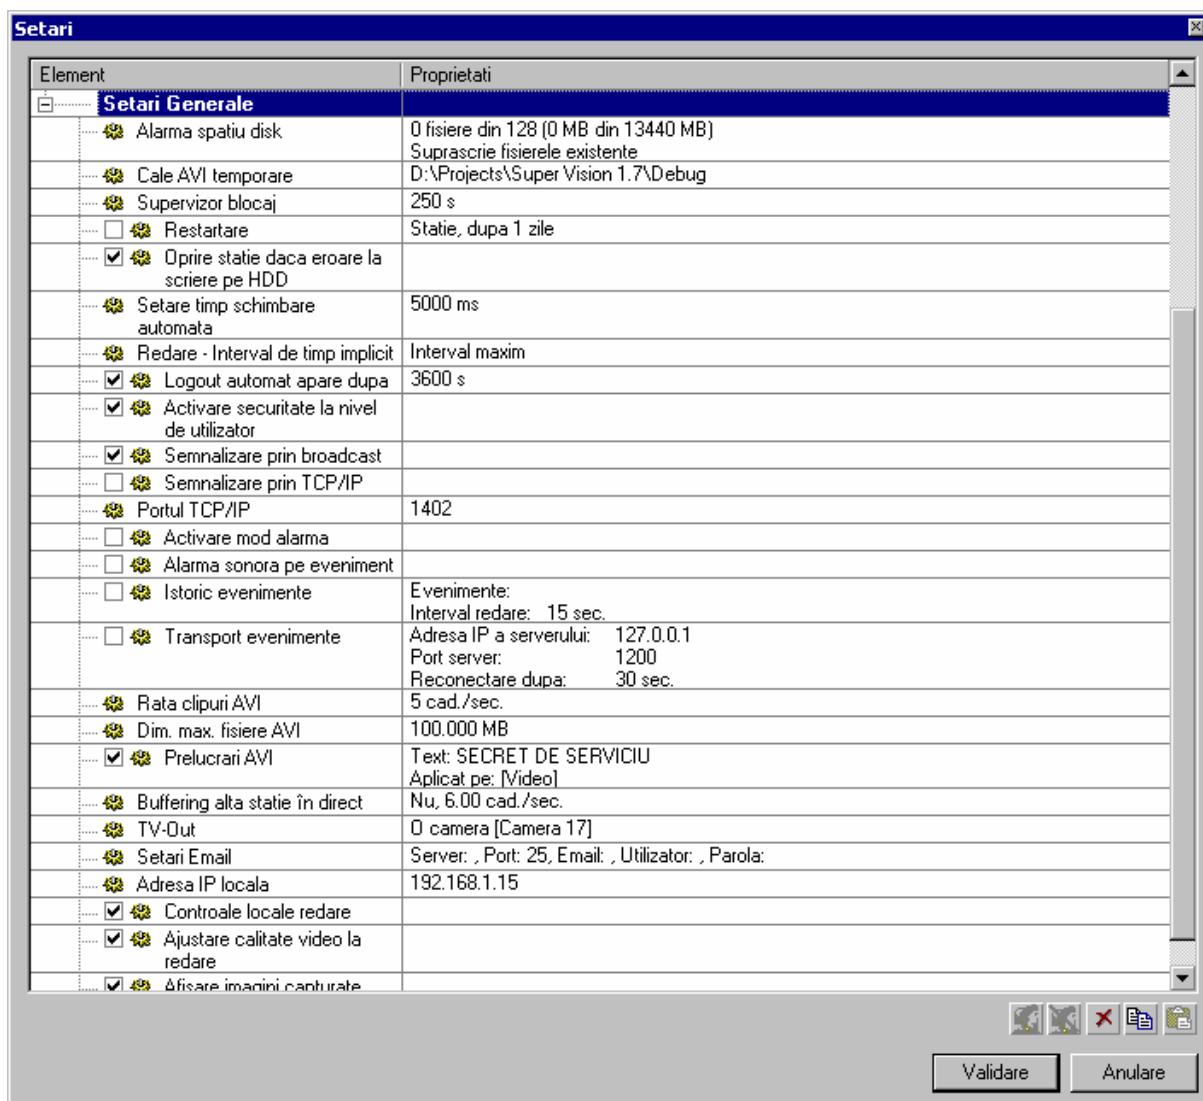 Setari
Element Proprietati
Setari Generale
Alarma spatiu disk 0 fisiere din 128 (0 MB din 13440 MB)
Suprascrie fisierele existente
Cale AVI temporare D:\Projects\Super Vision 1.7\Debug
Supervizor blocaj 250 s
Restartare Statie, dupa 1 zile
Oprire statie daca eroare la
scriere pe HDD
Setare timp schimbare 5000 ms
automata
Redare - Interval de timp implicit Interval maxim
Logout automat apare dupa 3600 s
Activare securitate la nivel
de utilizator
Semnalizare prin broadcast
Semnalizare prin TCP/IP
Portul TCP/IP 1402
Activare mod alarma
Alarma sonora pe eveniment
Istoric evenimente Evenimente:
Interval redare: 15 sec.
Transport evenimente Adresa IP a serverului: 127.0.0.1
Port server: 1200
Reconectare dupa: 30 sec.
Rata clipuri AVI 5 cad./sec.
Dim. max. fisiere AVI 100.000 MB
Prelucrari AVI Text: SECRET DE SERVICIU
Aplicat pe: [Video]
Buffering alta statie în direct Nu, 6.00 cad./sec.
TV-Out O camera [Camera 17]
Setari Email Server: , Port: 25, Email: , Utilizator: , Parola:
Adresa IP locala 192.168.1.15
Controale locale redare
Ajustare calitate video la
redare
Afisare imagini capturate
Validare Anulare